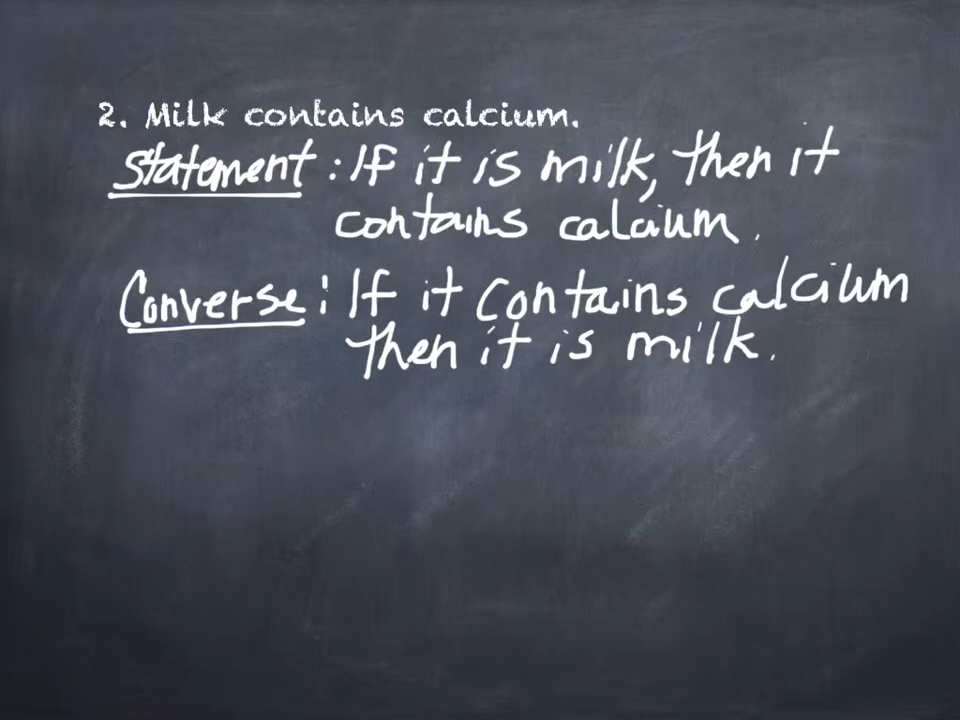 2. Milk contains calcium.
Statement: If it is milk, then it
contains calcium.
Converse: If it contains calcium
then it is milk.